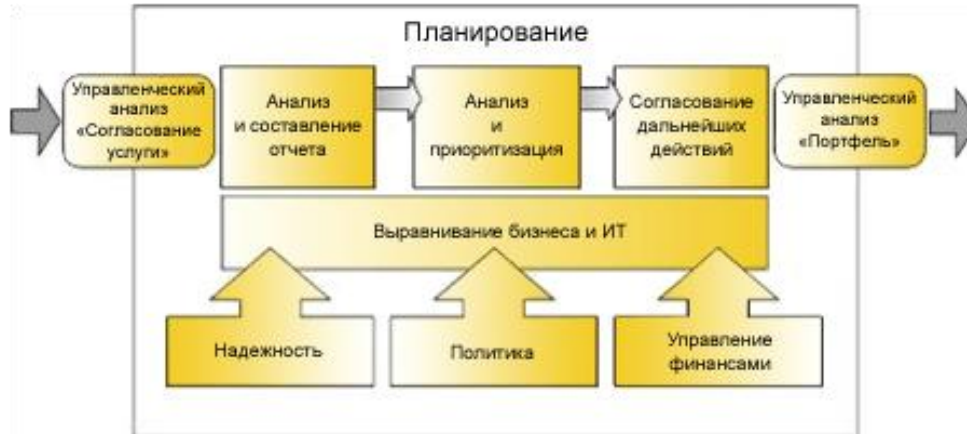 Планирование
Управленческий
анализ
«Согласование
услуги»
Анализ
и составление
отчета
Анализ
и
приоритизация
Согласование
дальнейших
действий
Управленческий
анализ
«Портфель»
Выравнивание бизнеса и ИТ
Надежность
Политика
Управление
финансами